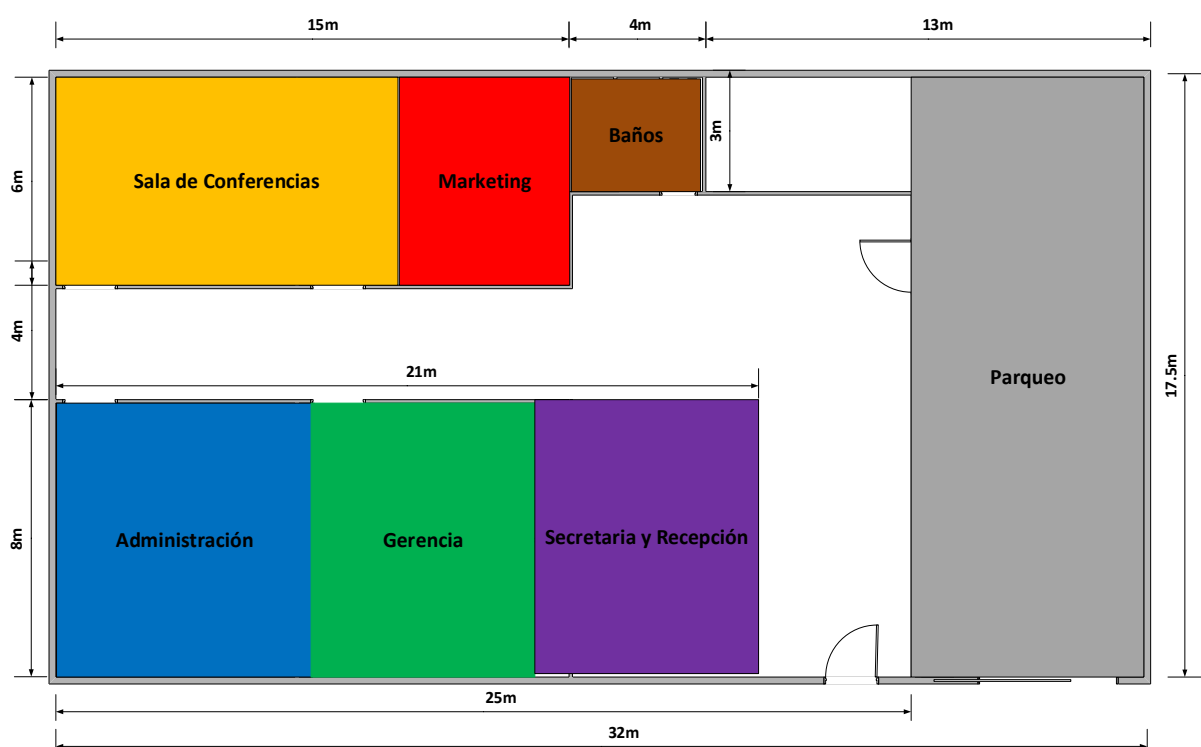 15m
4m
13m
Sala de Conferencias
Marketing
Baños
3m
6m
4m
21m
17.5m
Parqueo
8m
Administración
Gerencia
Secretaria y Recepción
25m
32m